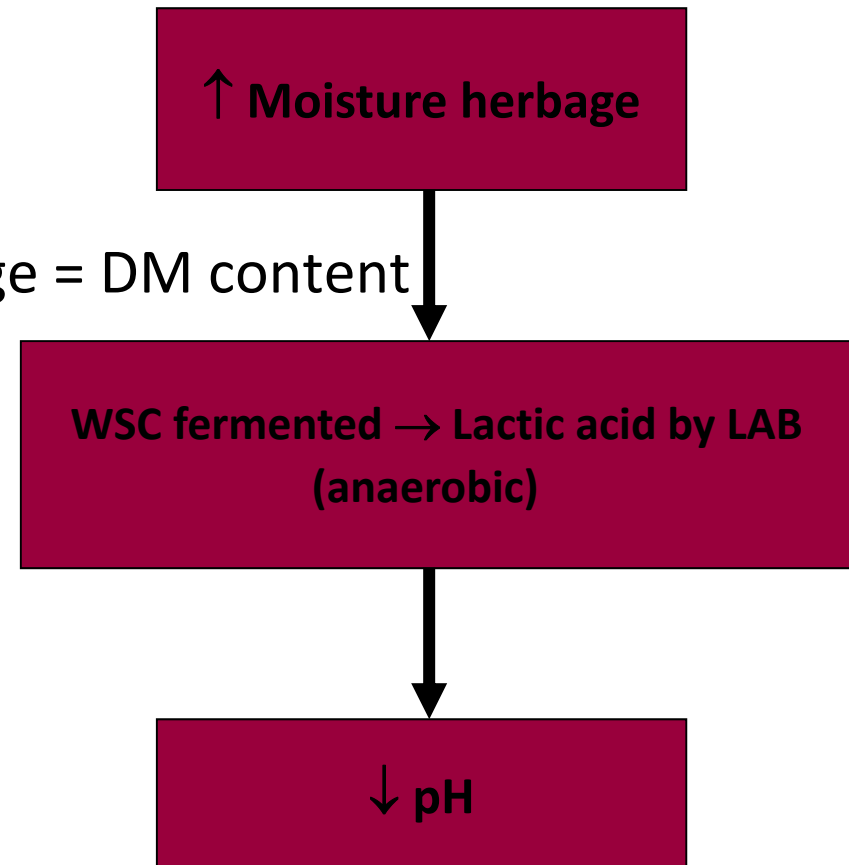 ↑ Moisture herbage
ge = DM content
WSC fermented → Lactic acid by LAB
(anaerobic)
↓ pH